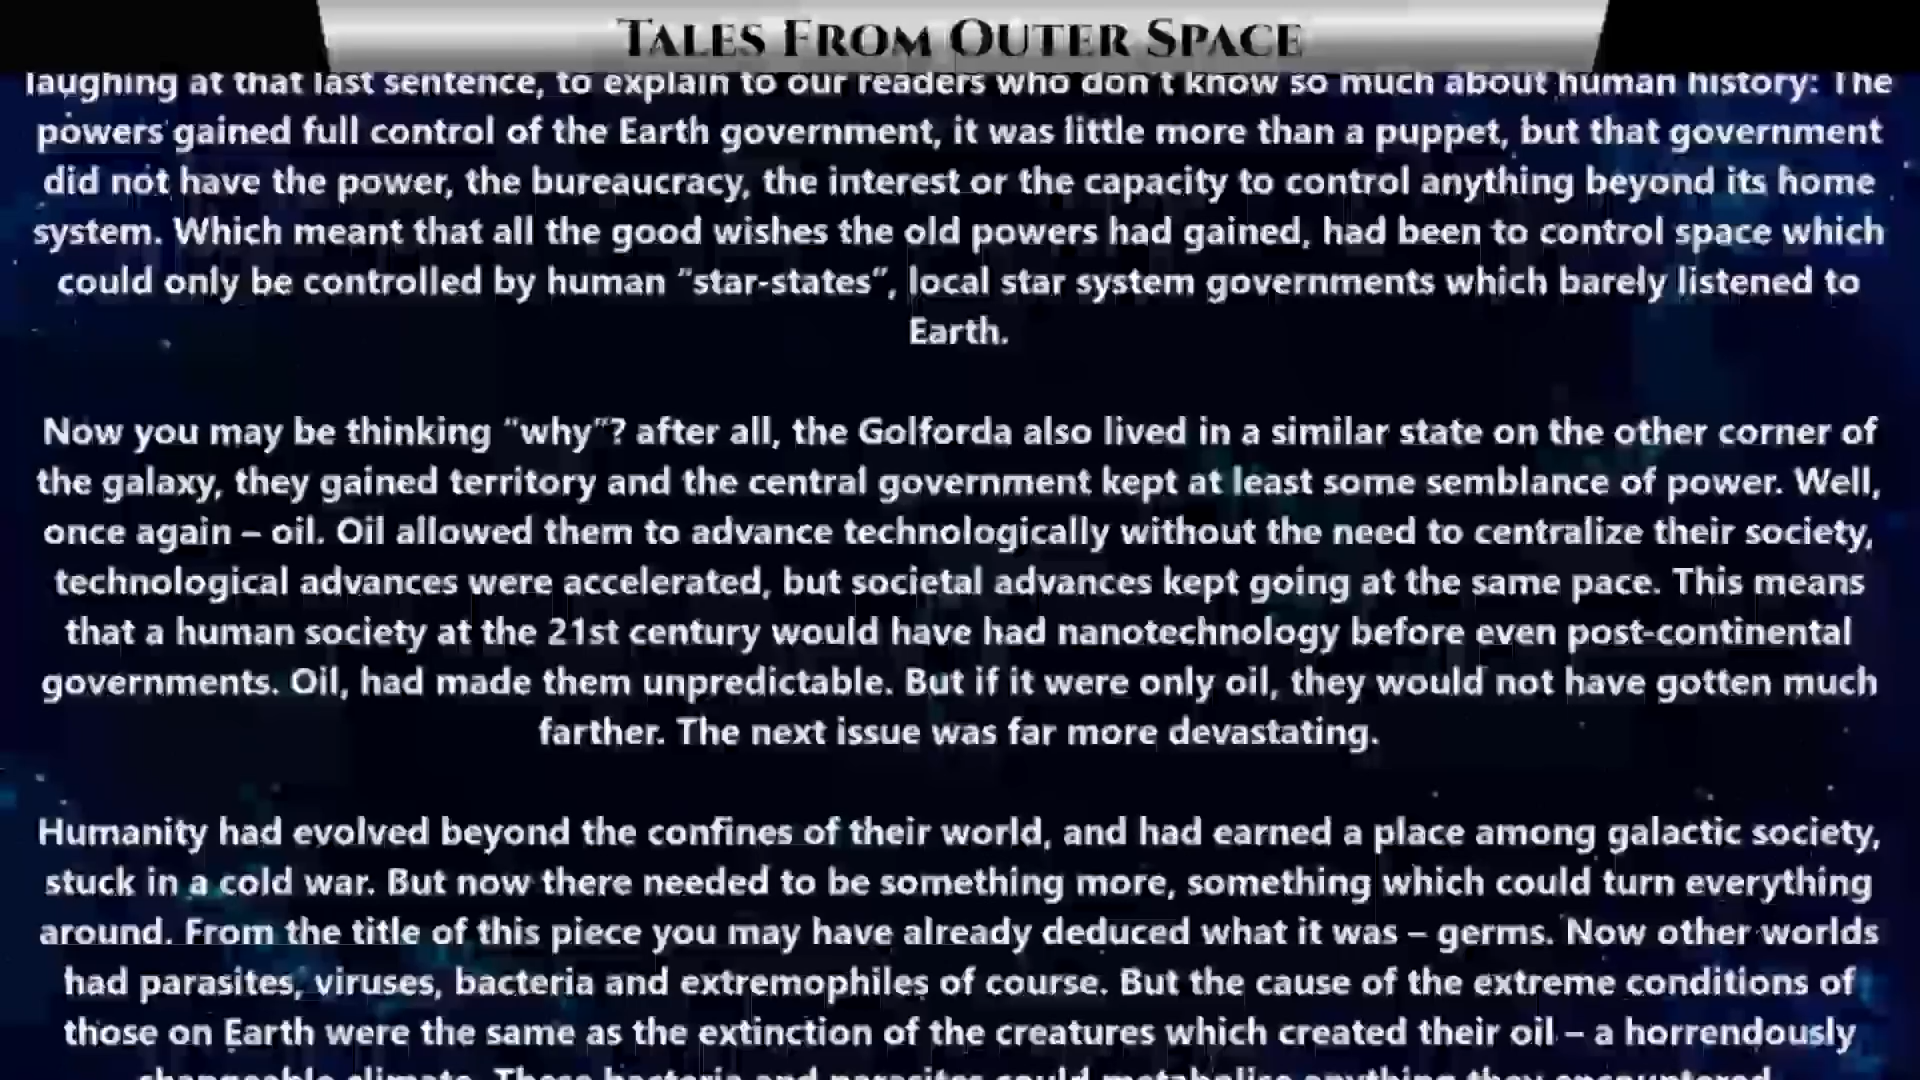 Tales From Outer Space
laughing at that last sentence, to explain to our readers who don't know so much about human history: The
powers gained full control of the Earth government, it was little more than a puppet, but that government
did not have the power, the bureaucracy, the interest or the capacity to control anything beyond its home
system. Which meant that all the good wishes the old powers had gained, had been to control space which
could only be controlled by human “star-states”, local star system governments which barely listened to
Earth.
Now you may be thinking “why”? after all, the Golforda also lived in a similar state on the other corner of
the galaxy, they gained territory and the central government kept at least some semblance of power. Well,
once again – oil. Oil allowed them to advance technologically without the need to centralize their society,
technological advances were accelerated, but societal advances kept going at the same pace. This means
that a human society at the 21st century would have had nanotechnology before even post-continental
governments. Oil, had made them unpredictable. But if it were only oil, they would not have gotten much
farther. The next issue was far more devastating.
Humanity had evolved beyond the confines of their world, and had earned a place among galactic society,
stuck in a cold war. But now there needed to be something more, something which could turn everything
around. From the title of this piece you may have already deduced what it was – germs. Now other worlds
had parasites, viruses, bacteria and extremophiles of course. But the cause of the extreme conditions of
those on Earth were the same as the extinction of the creatures which created their oil – a horrendously
changeable climate. These bacteria and parasites could metabolise anything they encountered.